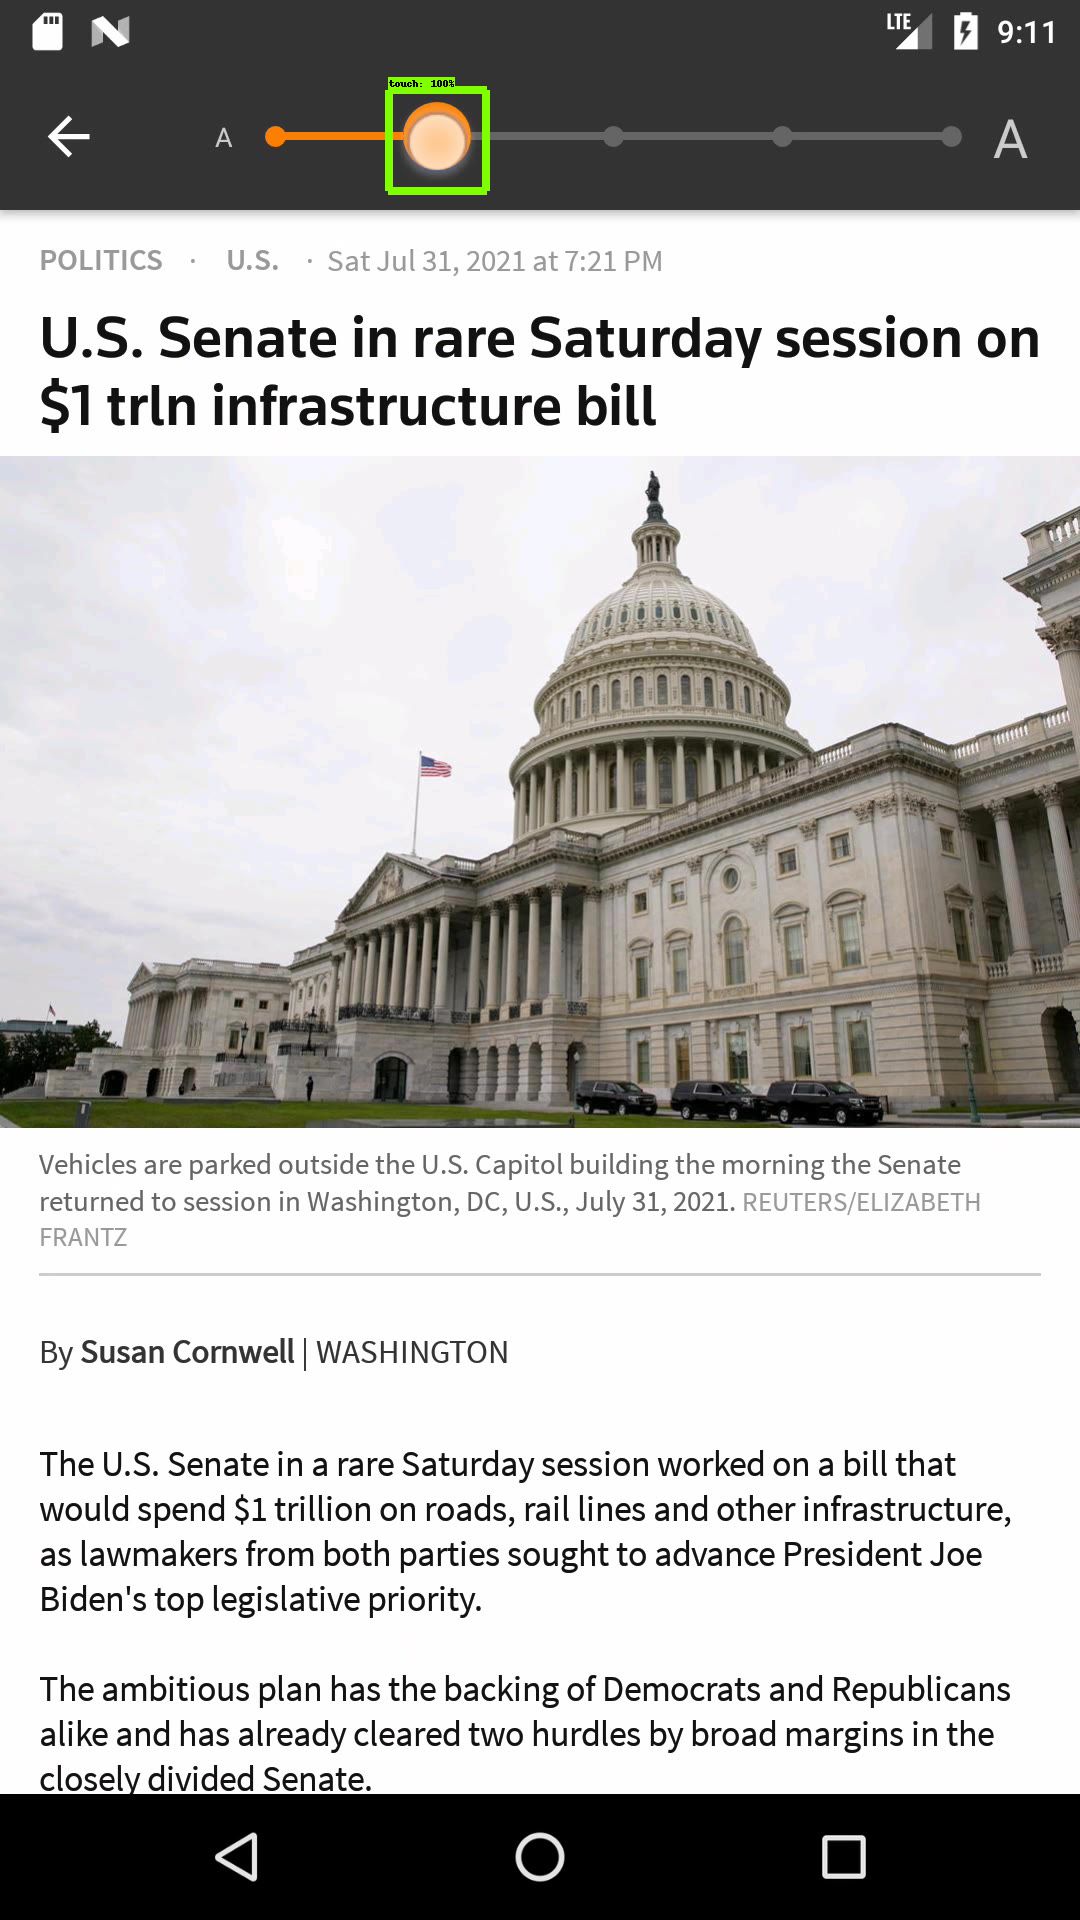 LTE 9:11
touch: 100%
A A
POLITICS · U.S. · Sat Jul 31, 2021 at 7:21 PM
U.S. Senate in rare Saturday session on
$1 trln infrastructure bill
Vehicles are parked outside the U.S. Capitol building the morning the Senate
returned to session in Washington, DC, U.S., July 31, 2021. REUTERS/ELIZABETH
FRANTZ
By Susan Cornwell | WASHINGTON
The U.S. Senate in a rare Saturday session worked on a bill that
would spend $1 trillion on roads, rail lines and other infrastructure,
as lawmakers from both parties sought to advance President Joe
Biden's top legislative priority.
The ambitious plan has the backing of Democrats and Republicans
alike and has already cleared two hurdles by broad margins in the
closely divided Senate.